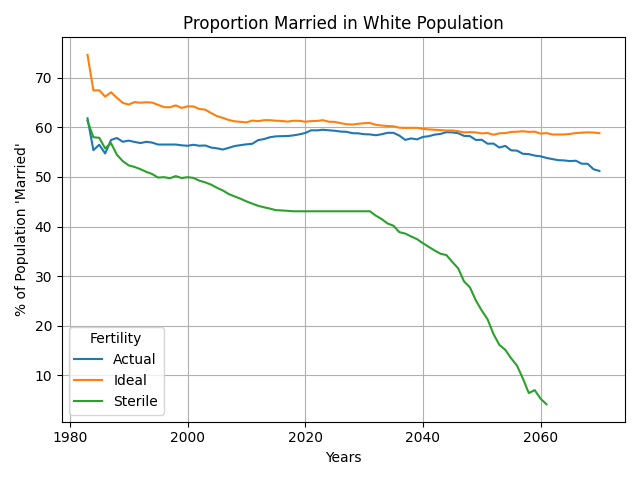 Proportion Married in White Population
% of Population 'Married'
70
60
50
40
30
20
10
Fertility
Actual
Ideal
Sterile
1980
2000
2020
2040
2060
Years